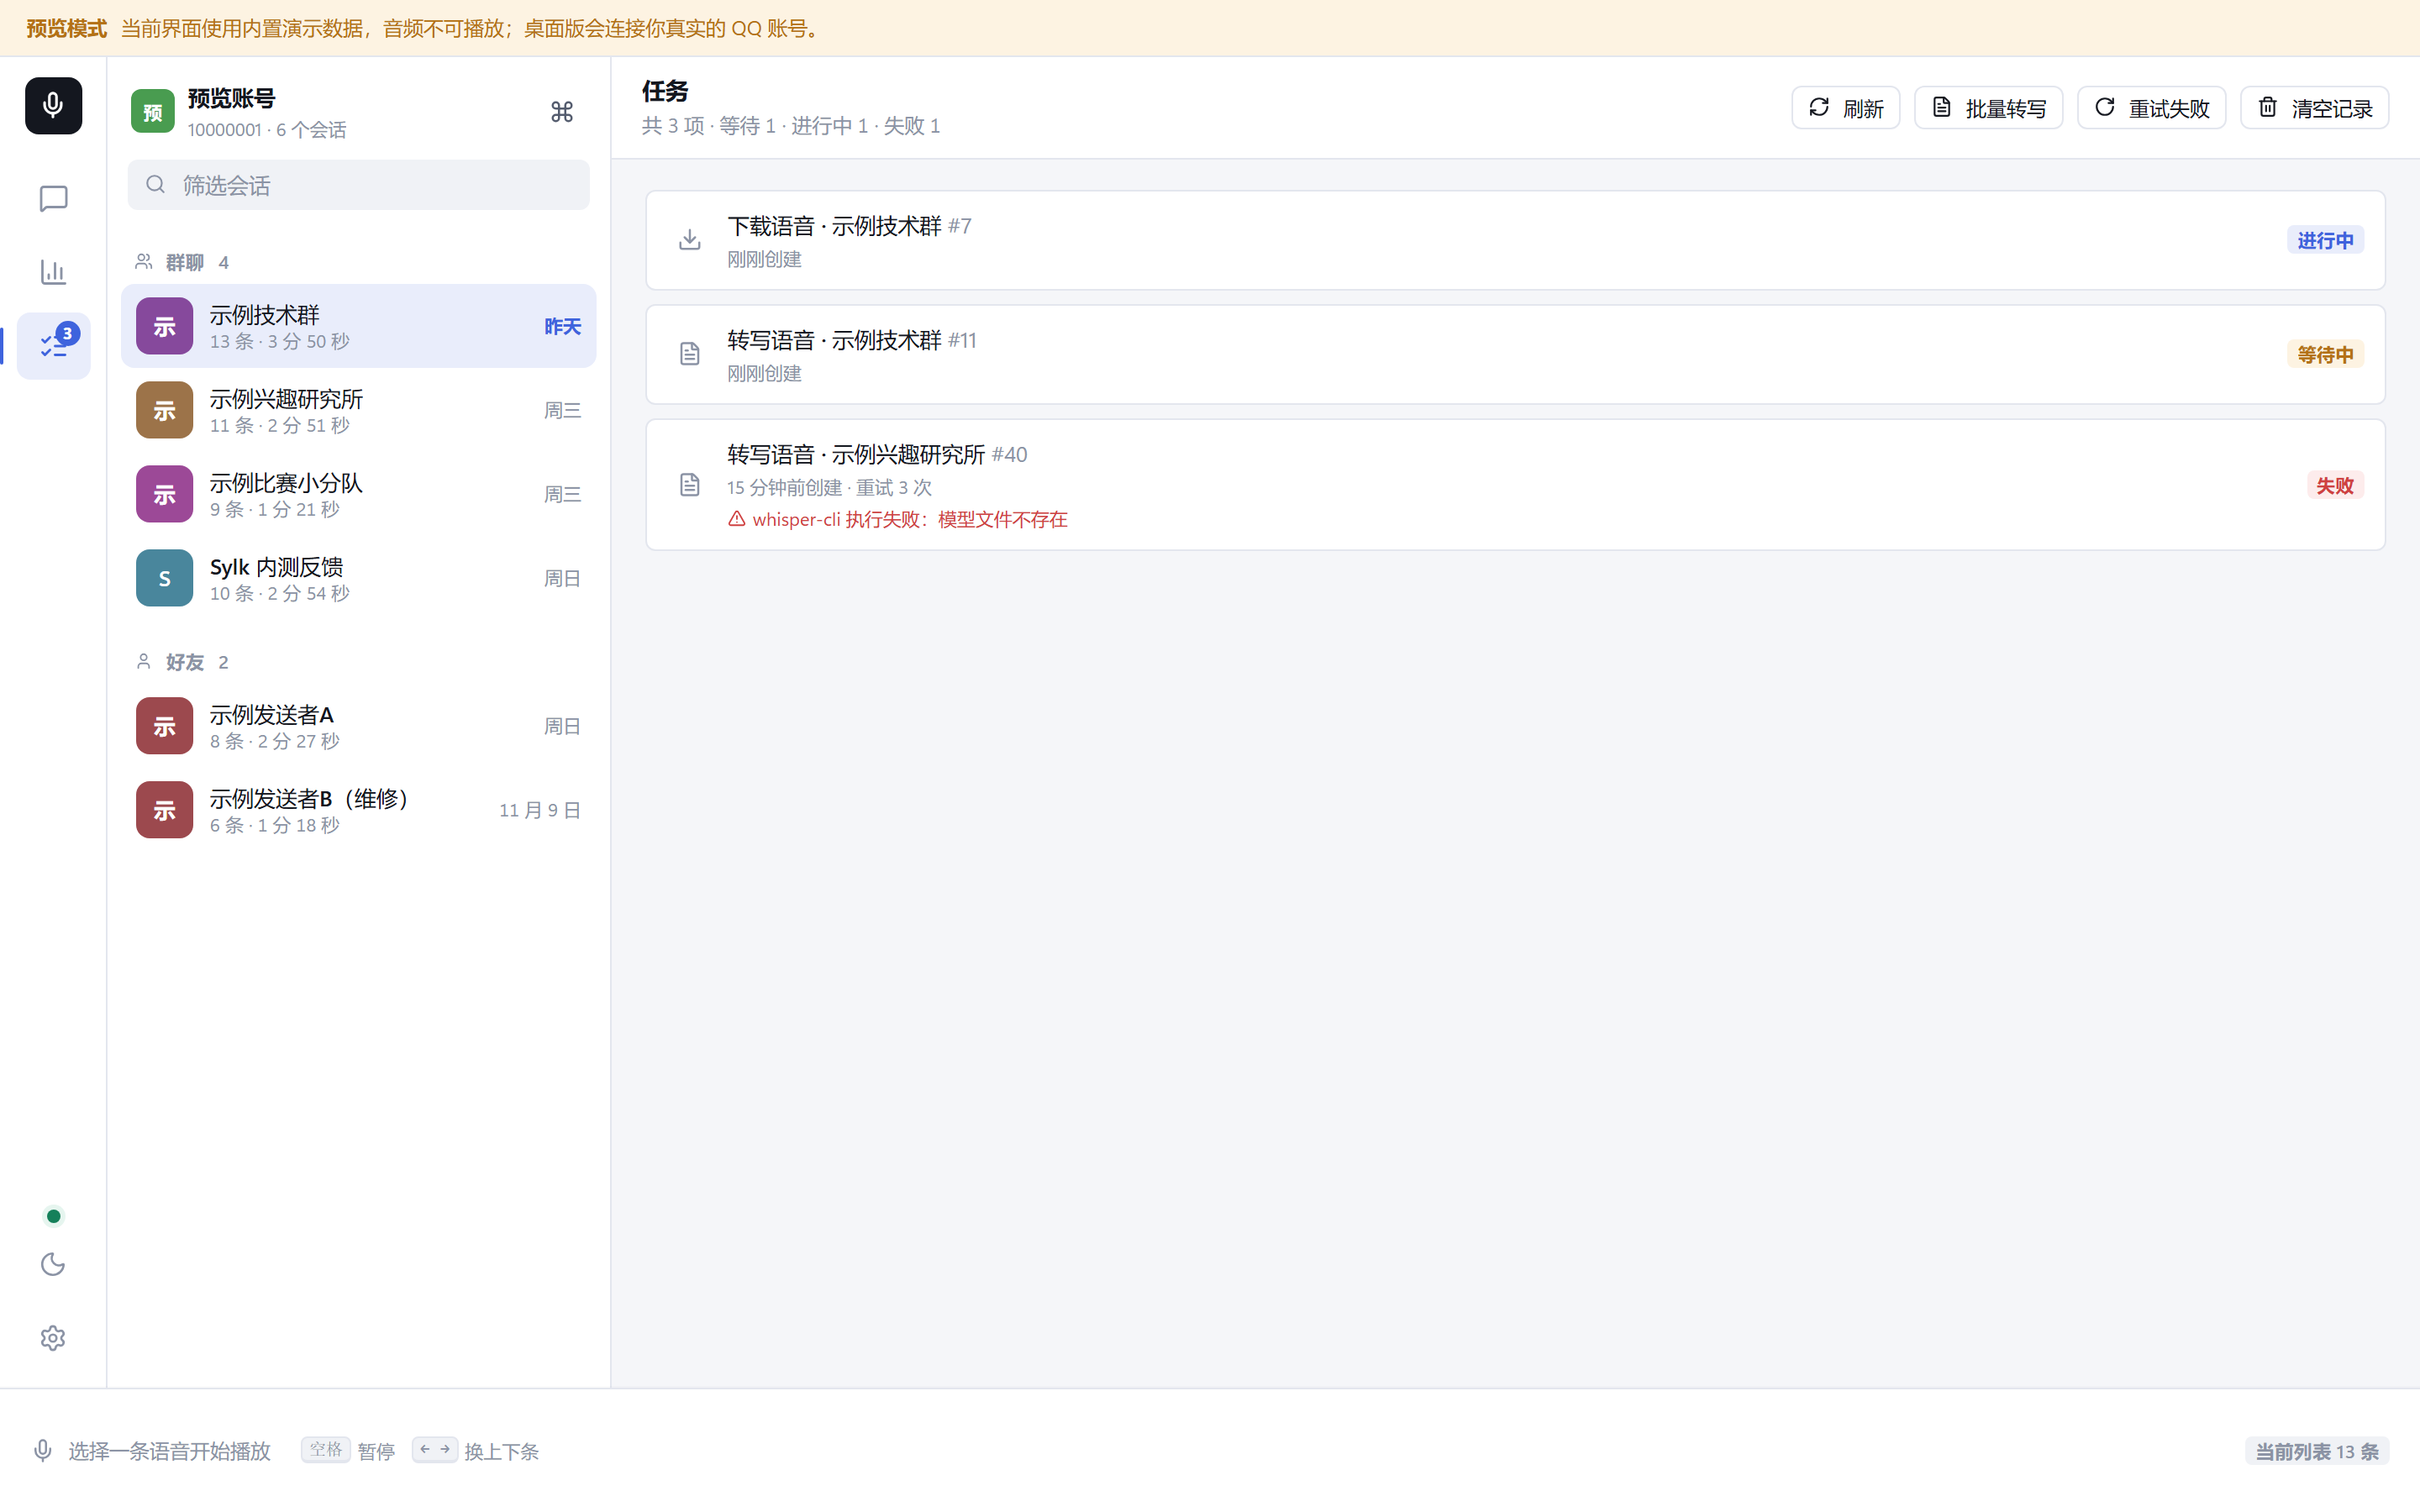 预览模式 当前界面使用内置演示数据，音频不可播放；桌面版会连接你真实的 QQ 账号。
3
预
预览账号
10000001 · 6 个会话
筛选会话
群聊 4
示
示例技术群
13 条 · 3 分 50 秒
昨天
示
示例兴趣研究所
11 条 · 2 分 51 秒
周三
示
示例比赛小分队
9 条 · 1 分 21 秒
周三
S
Sylk 内测反馈
10 条 · 2 分 54 秒
周日
好友 2
示
示例发送者A
8 条 · 2 分 27 秒
周日
示
示例发送者B（维修）
6 条 · 1 分 18 秒
11 月 9 日
任务
共 3 项 · 等待 1 · 进行中 1 · 失败 1
刷新
批量转写
重试失败
清空记录
下载语音 · 示例技术群 #7
刚刚创建
进行中
转写语音 · 示例技术群 #11
刚刚创建
等待中
转写语音 · 示例兴趣研究所 #40
15 分钟前创建 · 重试 3 次
whisper-cli 执行失败：模型文件不存在
失败
选择一条语音开始播放 空格 暂停 ← → 换上下条
当前列表 13 条